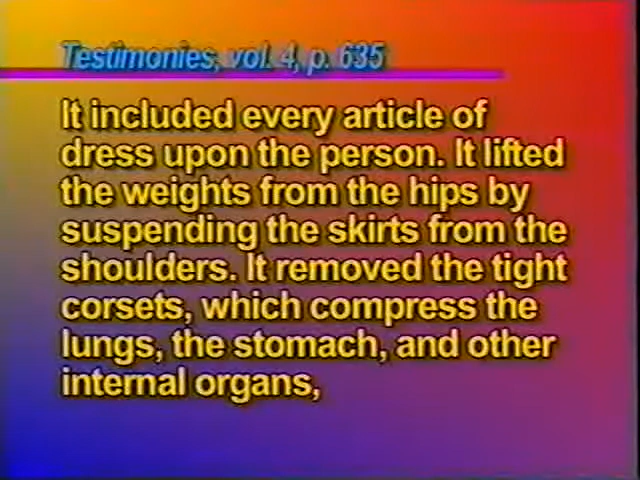 Testimonies, vol. 4, p. 635
It included every article of
dress upon the person. It lifted
the weights from the hips by
suspending the skirts from the
shoulders. It removed the tight
corsets, which compress the
lungs, the stomach, and other
internal organs,